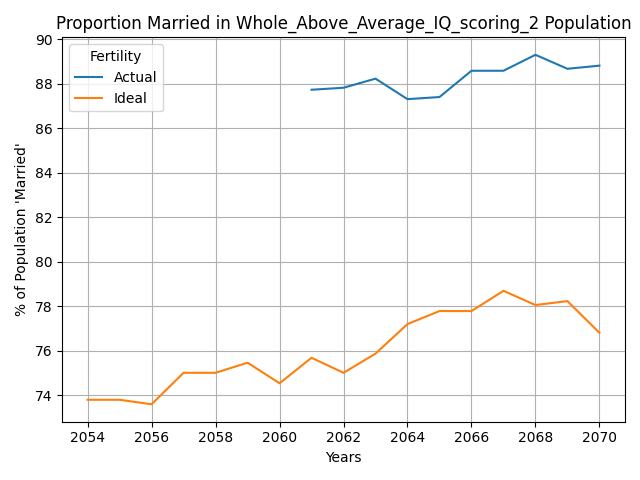 Proportion Married in Whole_Above_Average_IQ_scoring_2 Population
% of Population 'Married'
90
88
86
84
82
80
78
76
74
Fertility
Actual
Ideal
2054 2056 2058 2060 2062 2064 2066 2068 2070
Years